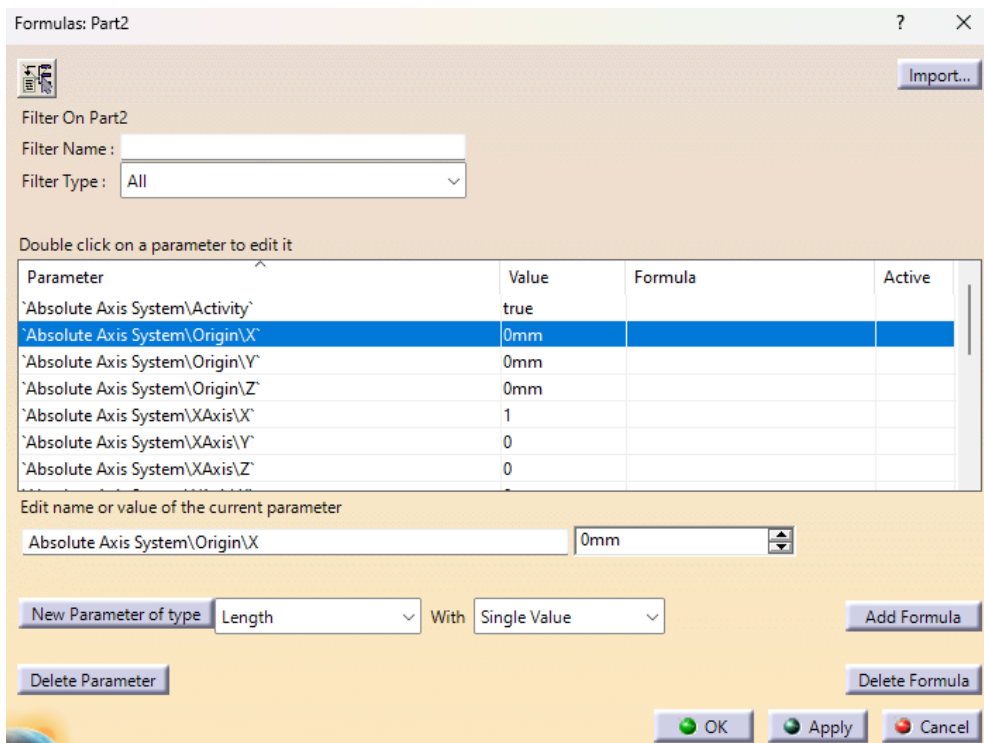 Formulas: Part2 ?
Import...
Filter On Part2
Filter Name :
Filter Type : All
Double click on a parameter to edit it
Parameter Value Formula Active
`Absolute Axis System\Activity` true
`Absolute Axis System\Origin\X` 0mm
`Absolute Axis System\Origin\Y` 0mm
`Absolute Axis System\Origin\Z` 0mm
`Absolute Axis System\XAxis\X` 1
`Absolute Axis System\XAxis\Y` 0
`Absolute Axis System\XAxis\Z` 0
Edit name or value of the current parameter
Absolute Axis System\Origin\X 0mm
New Parameter of type Length With Single Value Add Formula
Delete Parameter Delete Formula
OK Apply Cancel